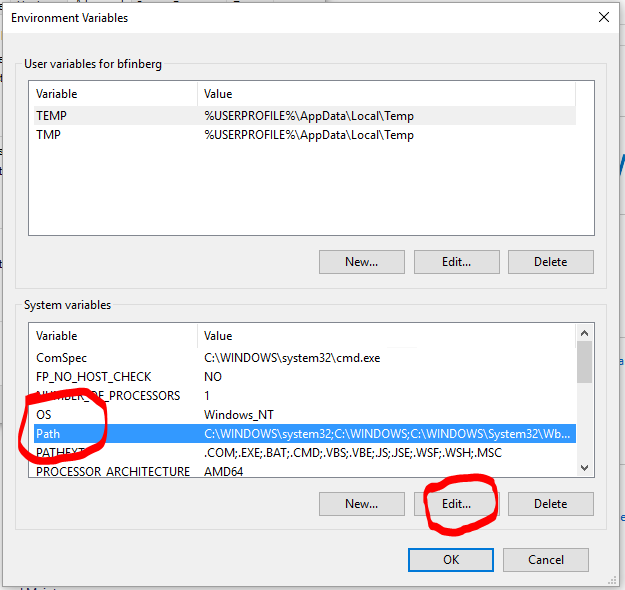 Environment Variables
User variables for bfinberg
Variable Value
TEMP %USERPROFILE%\AppData\Local\Temp
TMP %USERPROFILE%\AppData\Local\Temp
New... Edit... Delete
System variables
Variable Value
ComSpec C:\WINDOWS\system32\cmd.exe
FP_NO_HOST_CHECK NO
NUMBER_OF_PROCESSORS 1
OS Windows_NT
Path C:\WINDOWS\system32;C:\WINDOWS;C:\WINDOWS\System32\Wb...
PATHEXT .COM;.EXE;.BAT;.CMD;.VBS;.VBE;.JS;.JSE;.WSF;.WSH;.MSC
PROCESSOR_ARCHITECTURE AMD64
New... Edit... Delete
OK Cancel